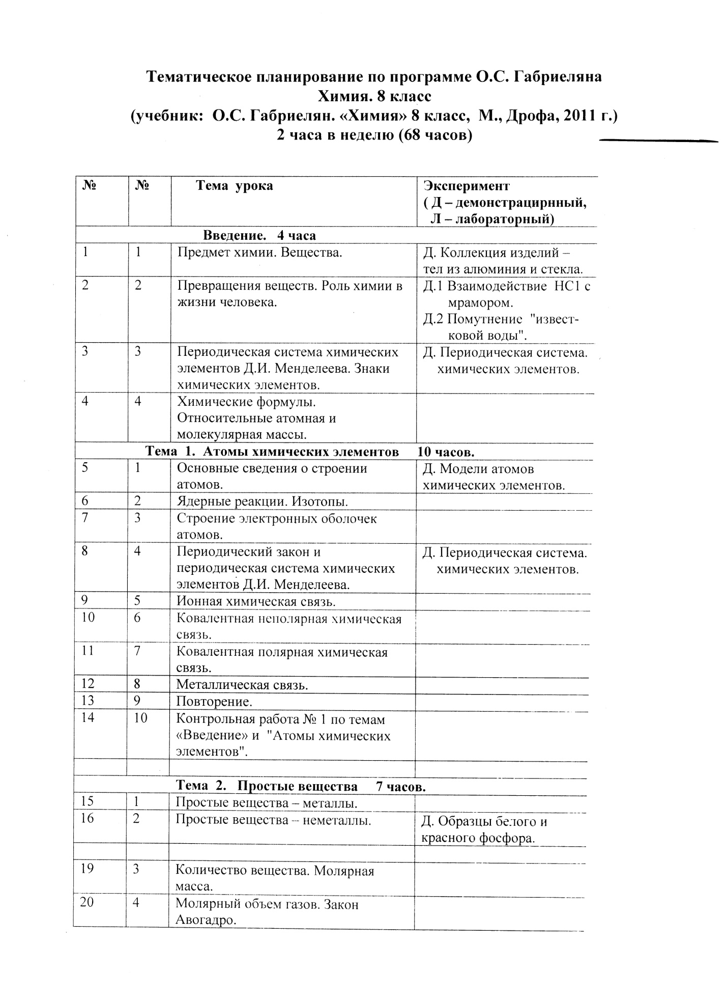 Тематическое планирование по программе О.С. Габриеляна
Химия. 8 класс
(учебник:  О.С. Габриелян. «Химия» 8 класс,  М., Дрофа, 2011 г.)
2 часа в неделю (68 часов)
№ № Тема  урока Эксперимент
( Д – демонстрацирнный,
Л – лабораторный)
Введение.   4 часа
1 1 Предмет химии. Вещества. Д. Коллекция изделий –
тел из алюминия и стекла.
2 2 Превращения веществ. Роль химии в Д.1 Взаимодействие  НС1 с
жизни человека. мрамором.
Д.2 Помутнение  "извест-
ковой воды".
3 3 Периодическая система химических Д. Периодическая система.
элементов Д.И. Менделеева. Знаки химических элементов.
химических элементов.
4 4 Химические формулы.
Относительные атомная и
молекулярная массы.
Тема  1.  Атомы химических элементов     10 часов.
5 1 Основные сведения о строении Д. Модели атомов
атомов. химических элементов.
6 2 Ядерные реакции. Изотопы.
7 3 Строение электронных оболочек
атомов.
8 4 Периодический закон и Д. Периодическая система.
периодическая система химических химических элементов.
элементов Д.И. Менделеева.
9 5 Ионная химическая связь.
10 6 Ковалентная неполярная химическая
связь.
11 7 Ковалентная полярная химическая
связь.
12 8 Металлическая связь.
13 9 Повторение.
14 10 Контрольная работа № 1 по темам
«Введение» и  "Атомы химических
элементов".
Тема  2.   Простые вещества     7 часов.
15 1 Простые вещества – металлы.
16 2 Простые вещества – неметаллы. Д. Образцы белого и
красного фосфора.
19 3 Количество вещества. Молярная
масса.
20 4 Молярный объем газов. Закон
Авогадро.